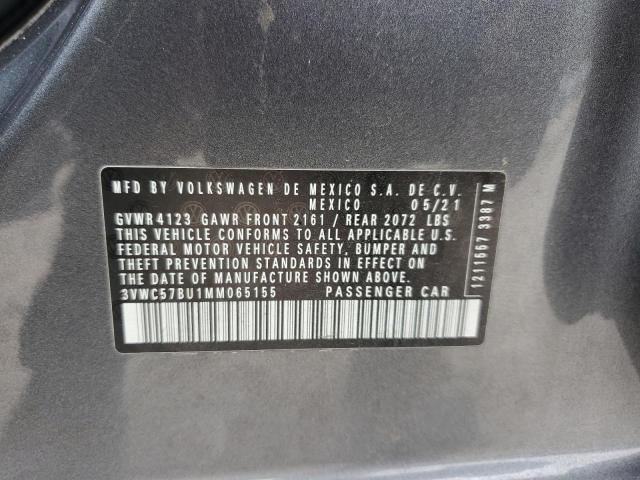 MFD BY VOLKSWAGEN DE MEXICO S.A. DE C.V.
MEXICO 05/21
GVWR 4123 GAWR FRONT 2161 / REAR 2072 LBS
THIS VEHICLE CONFORMS TO ALL APPLICABLE U.S.
FEDERAL MOTOR VEHICLE SAFETY, BUMPER AND
THEFT PREVENTION STANDARDS IN EFFECT ON
THE DATE OF MANUFACTURE SHOWN ABOVE.
3VWC57BU1MM065155 PASSENGER CAR
1211567 3387 M